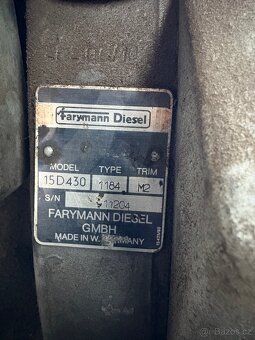 Farymann Diesel
MODEL TYPE TRIM
15D430 1184 M2
S/N 11204
FARYMANN DIESEL
GMBH
MADE IN W. GERMANY